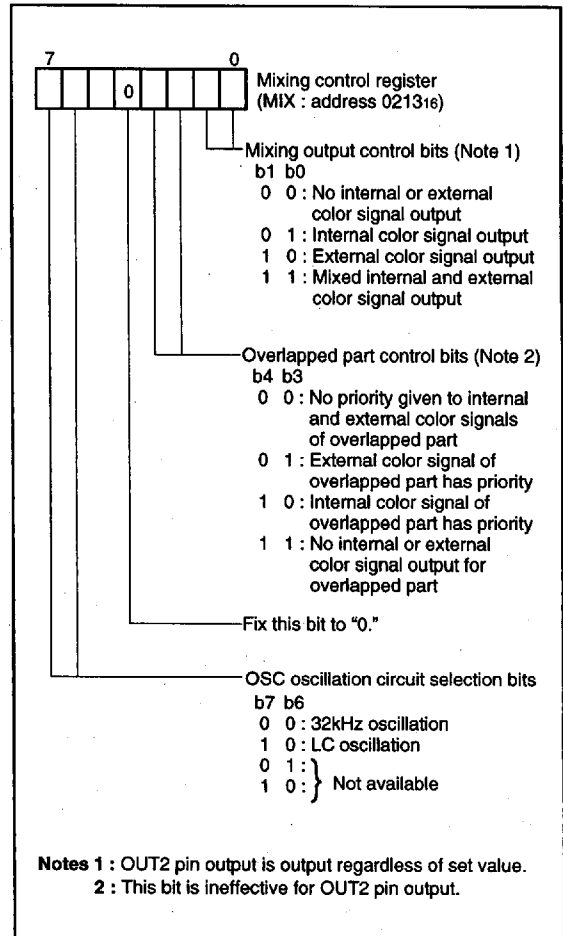 7 0
0
Mixing control register
(MIX : address 021316)
Mixing output control bits (Note 1)
b1 b0
0 0 : No internal or external
color signal output
0 1 : Internal color signal output
1 0 : External color signal output
1 1 : Mixed internal and external
color signal output
Overlapped part control bits (Note 2)
b4 b3
0 0 : No priority given to internal
and external color signals
of overlapped part
0 1 : External color signal of
overlapped part has priority
1 0 : Internal color signal of
overlapped part has priority
1 1 : No internal or external
color signal output for
overlapped part
Fix this bit to “0.”
OSC oscillation circuit selection bits
b7 b6
0 0 : 32kHz oscillation
1 0 : LC oscillation
0 1 :
1 0 : } Not available
Notes 1 : OUT2 pin output is output regardless of set value.
2 : This bit is ineffective for OUT2 pin output.